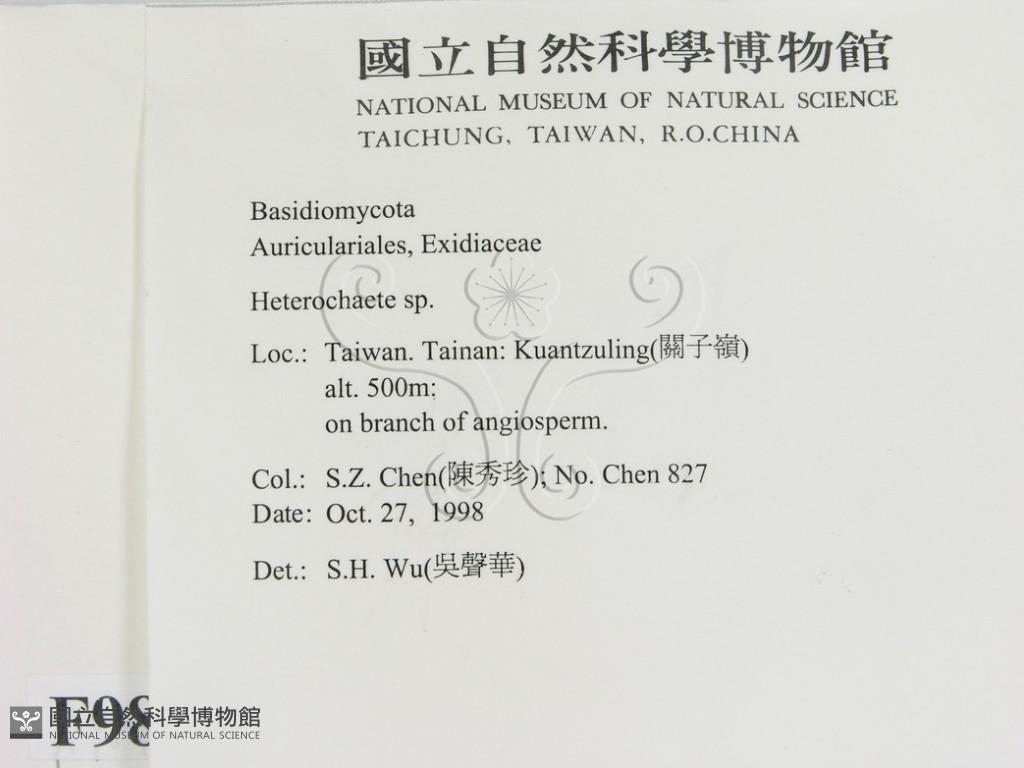 國立自然科學博物館
NATIONAL MUSEUM OF NATURAL SCIENCE
TAICHUNG, TAIWAN, R.O.CHINA
Basidiomycota
Auriculariales, Exidiaceae
Heterochaete sp.
Loc.: Taiwan. Tainan: Kuantzuling(關子嶺)
alt. 500m;
on branch of angiosperm.
Col.: S.Z. Chen(陳秀珍); No. Chen 827
Date: Oct. 27, 1998
Det.: S.H. Wu(吳聲華)
F98
國立自然科學博物館
NATIONAL MUSEUM OF NATURAL SCIENCE